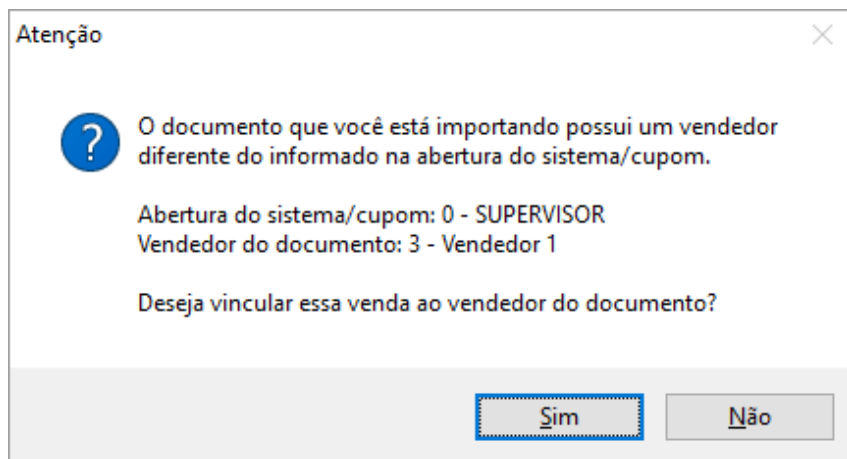 Atenção
O documento que você está importando possui um vendedor
diferente do informado na abertura do sistema/cupom.
Abertura do sistema/cupom: 0 - SUPERVISOR
Vendedor do documento: 3 - Vendedor 1
Deseja vincular essa venda ao vendedor do documento?
Sim
Não